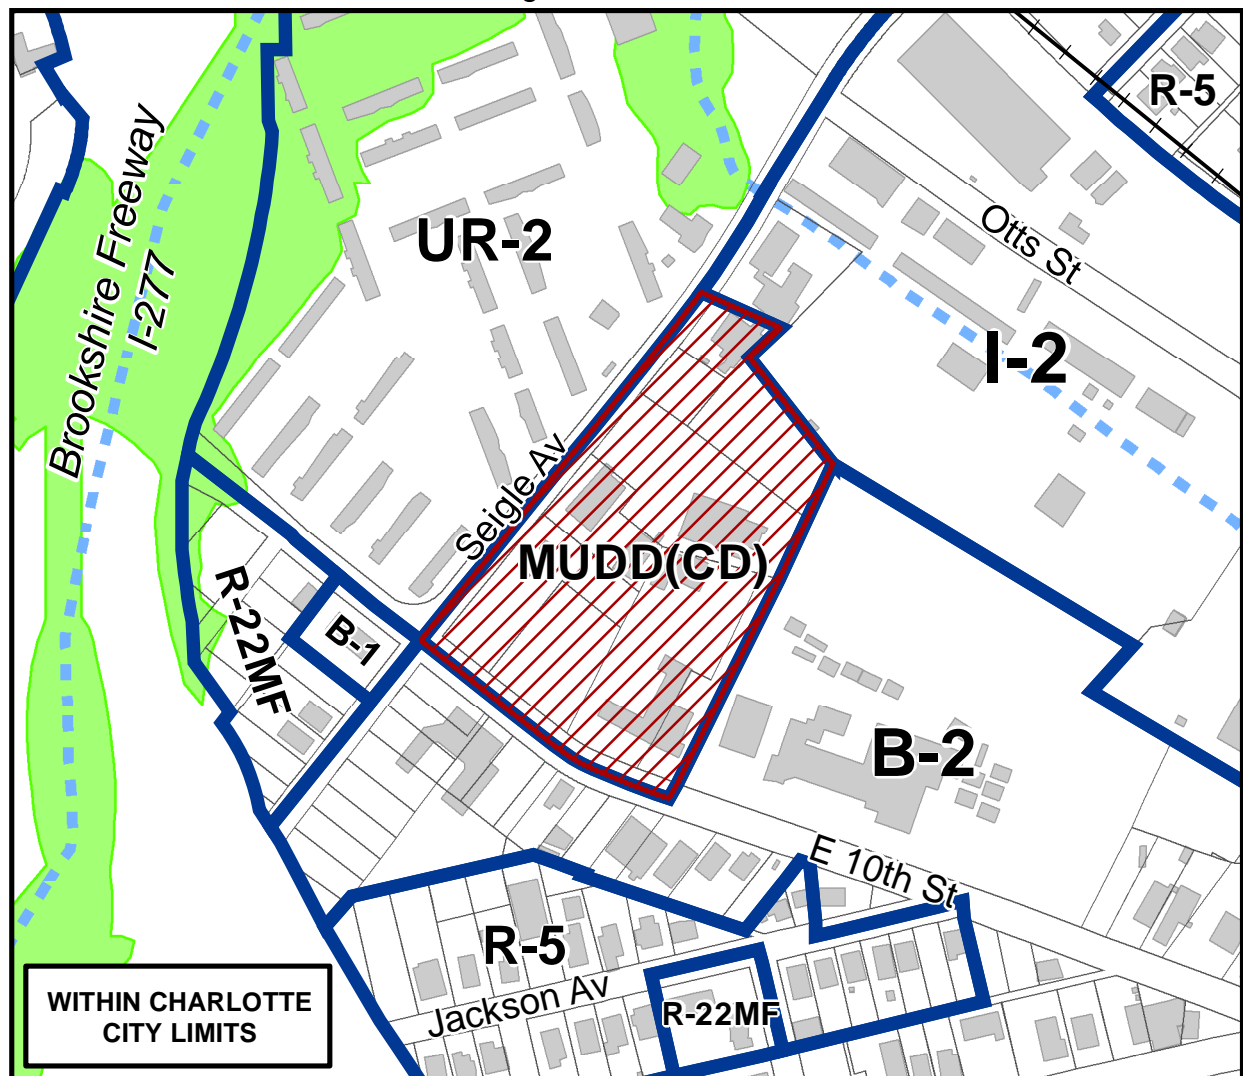 R-5
Brookshire Freeway
I-277
UR-2
Otts St
I-2
Seigle Av
MUDD(CD)
R-22MF
B-1
B-2
E 10th St
R-5
Jackson Av
R-22MF
WITHIN CHARLOTTE
CITY LIMITS